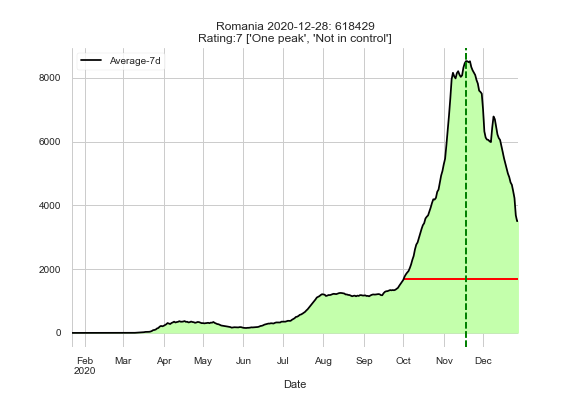 Romania 2020-12-28: 618429
Rating:7 ['One peak', 'Not in control']
Average-7d
8000
6000
4000
2000
0
Feb Mar Apr May Jun Jul Aug Sep Oct Nov Dec
2020
Date